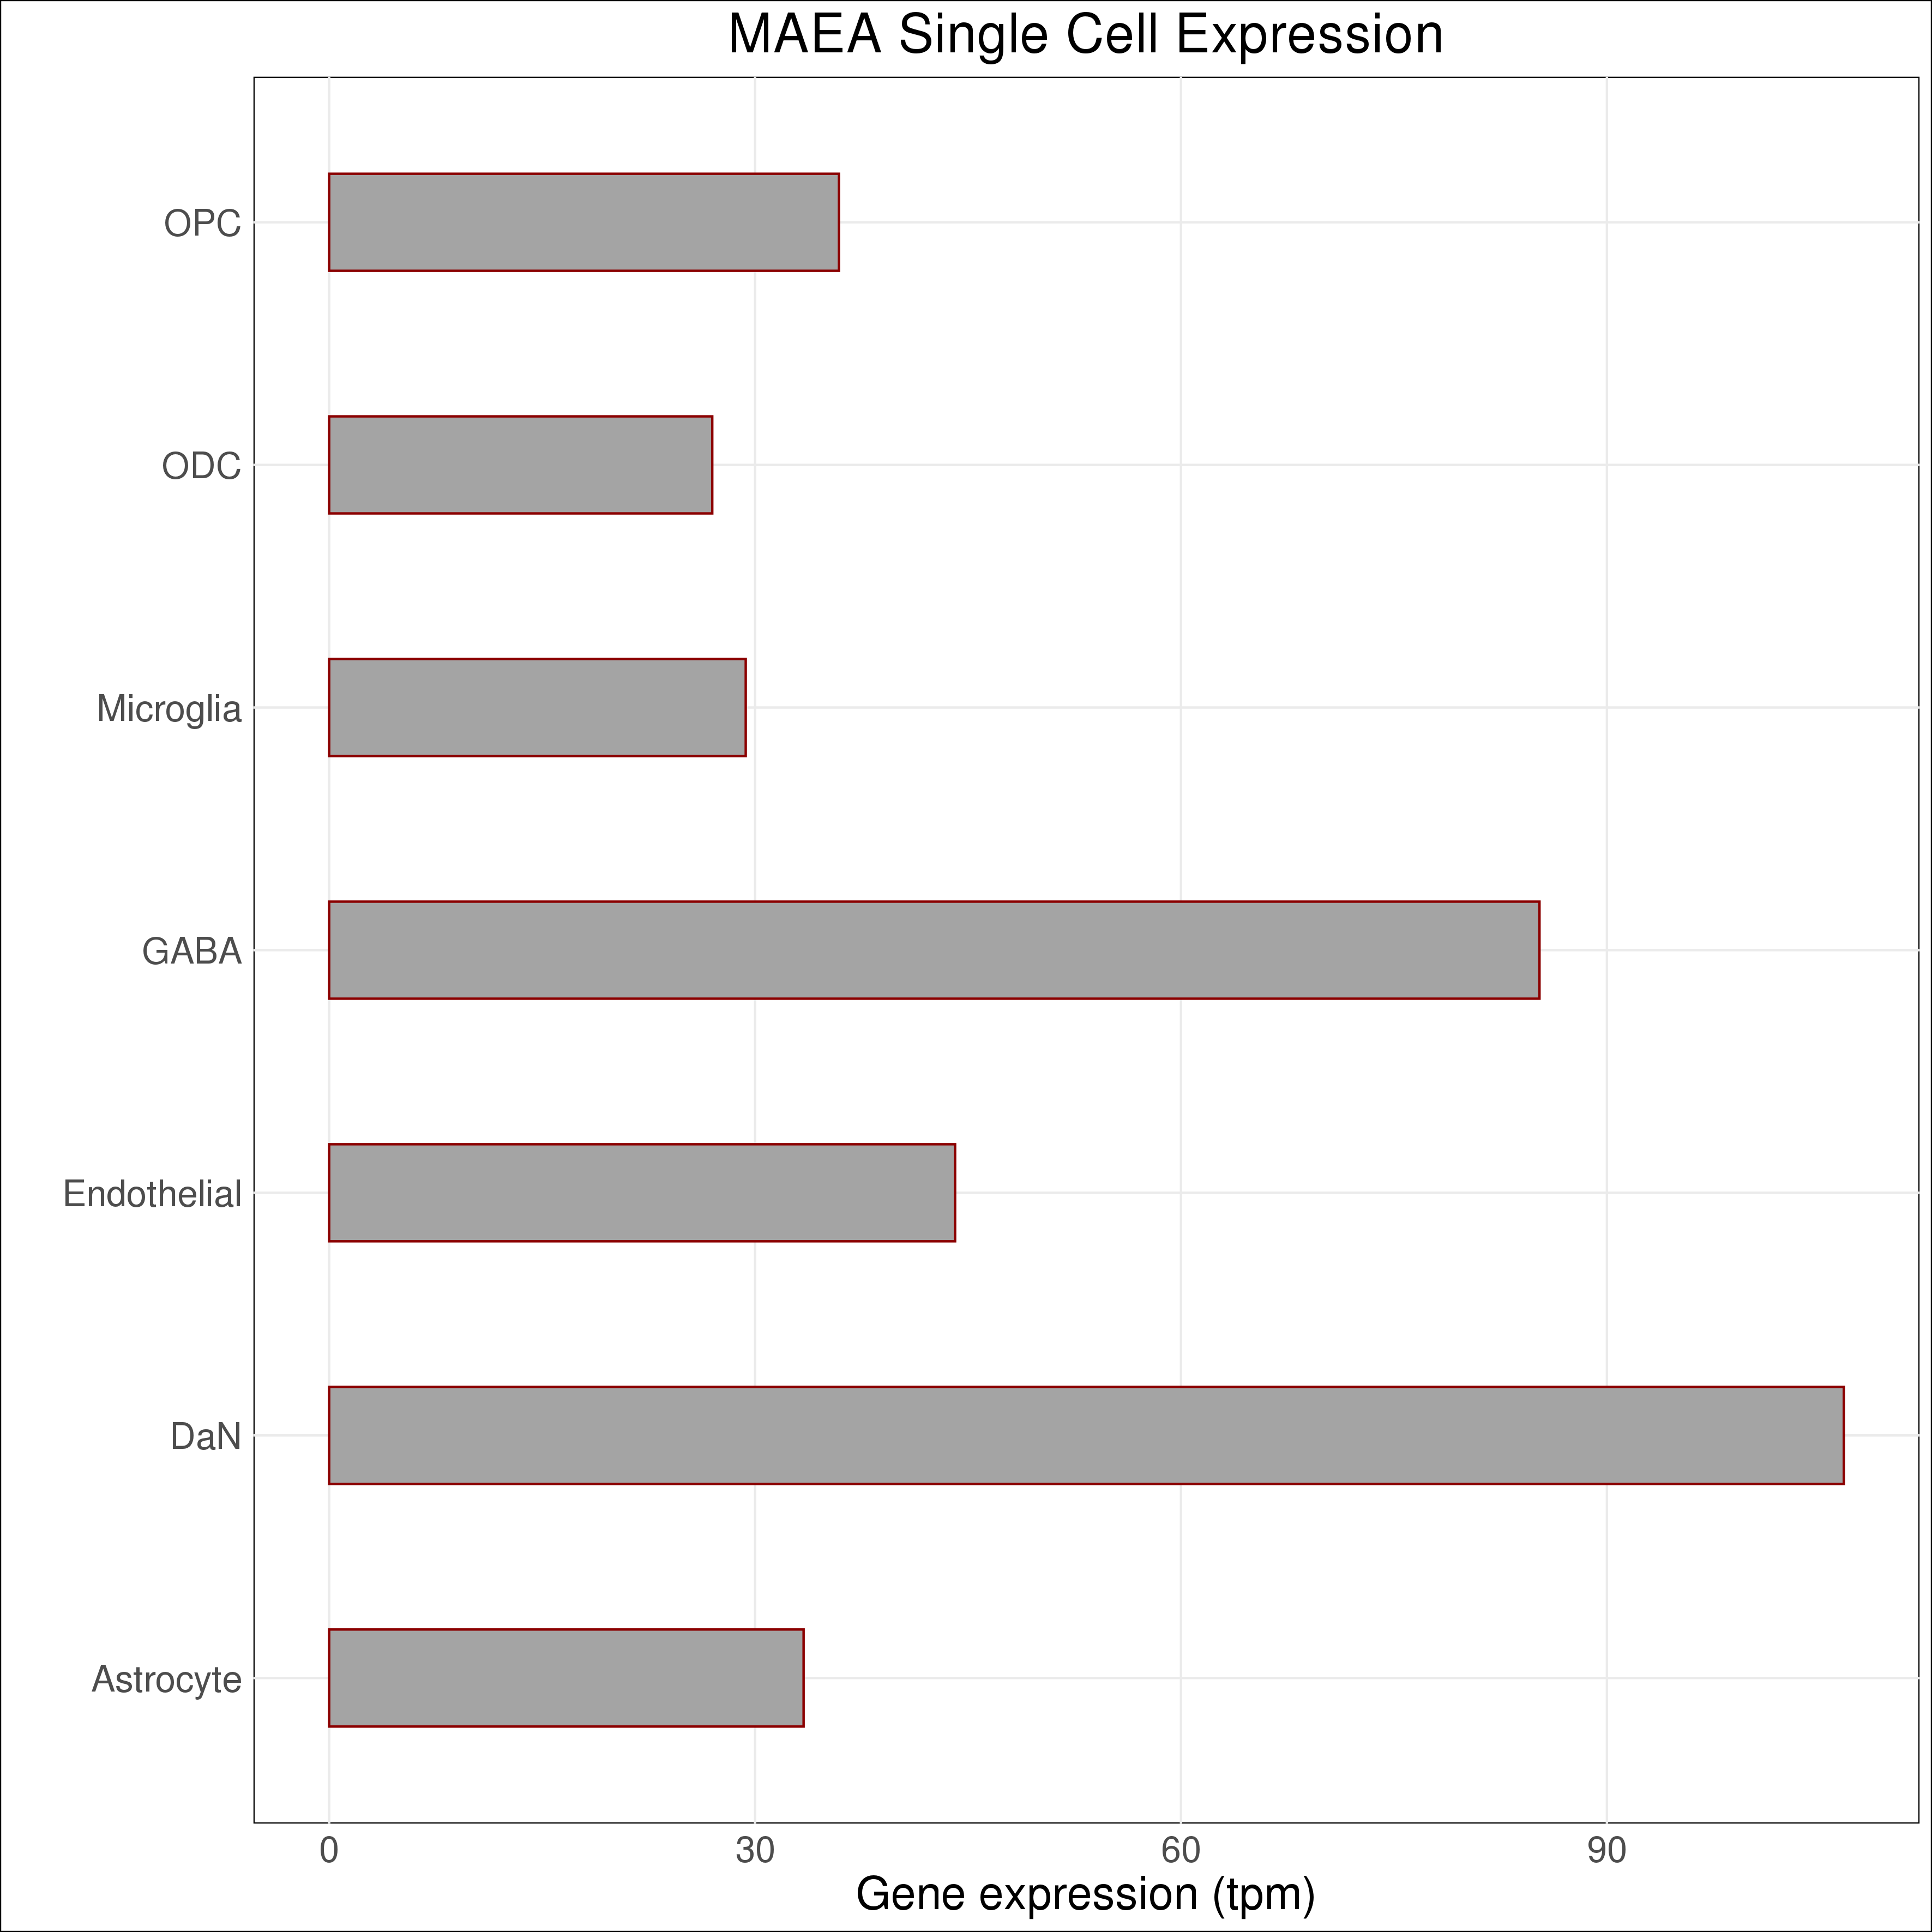 MAEA Single Cell Expression
OPC
ODC
Microglia
GABA
Endothelial
DaN
Astrocyte
0 30 60 90
Gene expression (tpm)